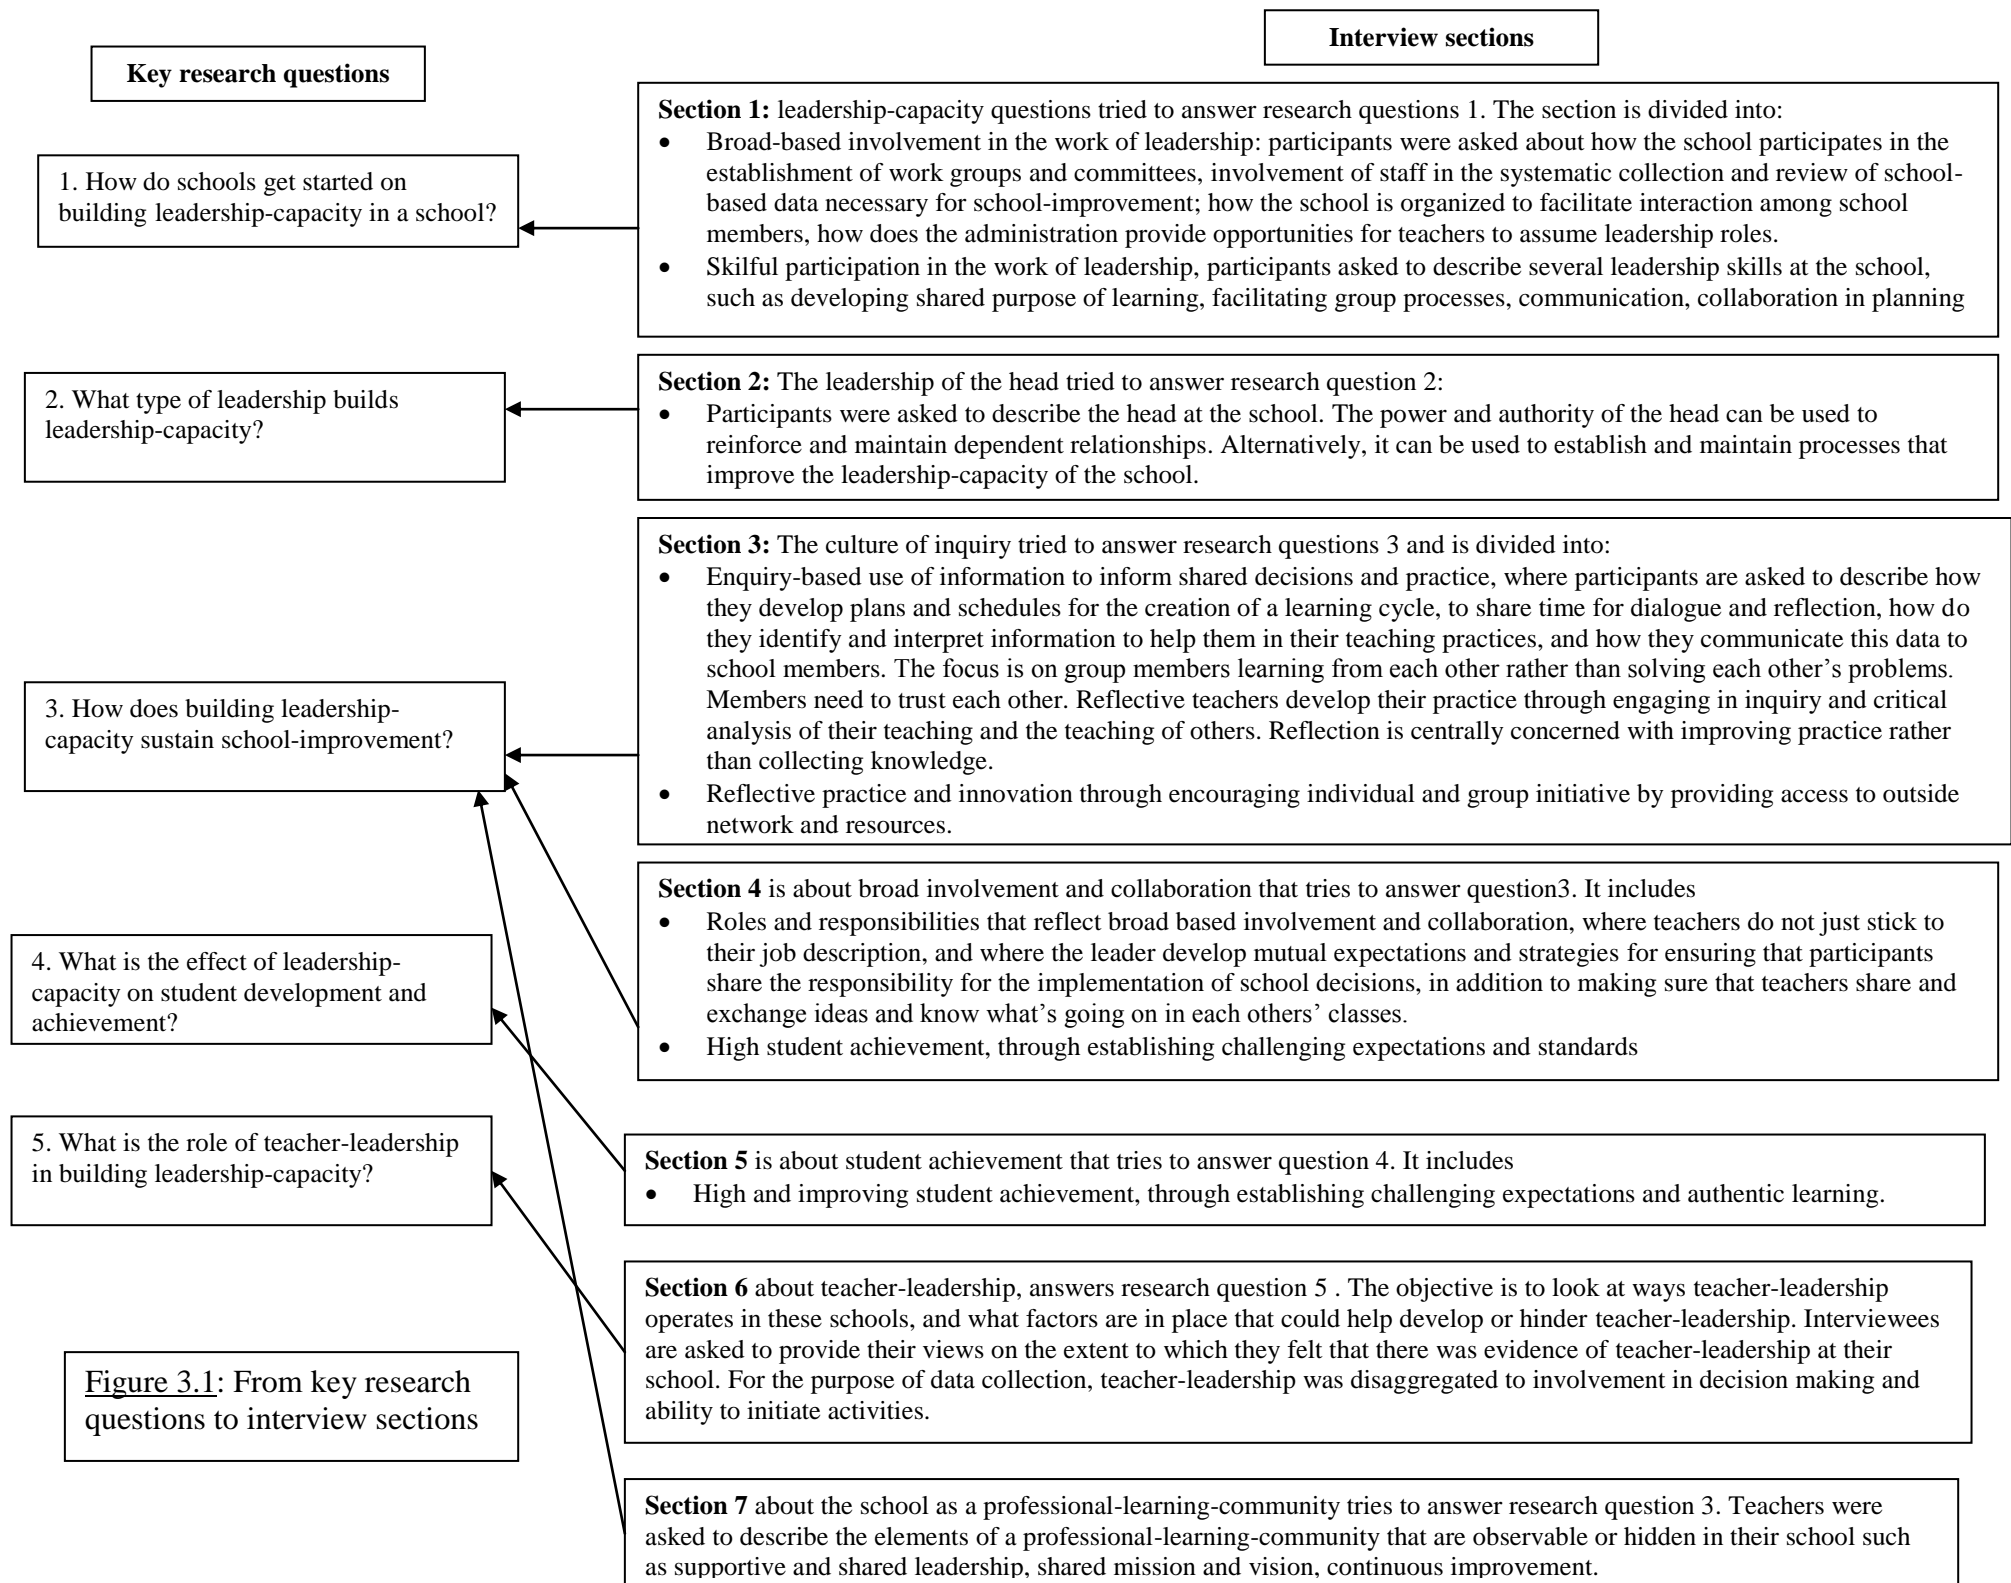 Key research questions
Interview sections
1. How do schools get started on
building leadership-capacity in a school?
2. What type of leadership builds
leadership-capacity?
3. How does building leadership-
capacity sustain school-improvement?
4. What is the effect of leadership-
capacity on student development and
achievement?
5. What is the role of teacher-leadership
in building leadership-capacity?
Figure 3.1: From key research
questions to interview sections
Section 1: leadership-capacity questions tried to answer research questions 1. The section is divided into:
• Broad-based involvement in the work of leadership: participants were asked about how the school participates in the
establishment of work groups and committees, involvement of staff in the systematic collection and review of school-
based data necessary for school-improvement; how the school is organized to facilitate interaction among school
members, how does the administration provide opportunities for teachers to assume leadership roles.
• Skilful participation in the work of leadership, participants asked to describe several leadership skills at the school,
such as developing shared purpose of learning, facilitating group processes, communication, collaboration in planning
Section 2: The leadership of the head tried to answer research question 2:
• Participants were asked to describe the head at the school. The power and authority of the head can be used to
reinforce and maintain dependent relationships. Alternatively, it can be used to establish and maintain processes that
improve the leadership-capacity of the school.
Section 3: The culture of inquiry tried to answer research questions 3 and is divided into:
• Enquiry-based use of information to inform shared decisions and practice, where participants are asked to describe how
they develop plans and schedules for the creation of a learning cycle, to share time for dialogue and reflection, how do
they identify and interpret information to help them in their teaching practices, and how they communicate this data to
school members. The focus is on group members learning from each other rather than solving each other’s problems.
Members need to trust each other. Reflective teachers develop their practice through engaging in inquiry and critical
analysis of their teaching and the teaching of others. Reflection is centrally concerned with improving practice rather
than collecting knowledge.
• Reflective practice and innovation through encouraging individual and group initiative by providing access to outside
network and resources.
Section 4 is about broad involvement and collaboration that tries to answer question3. It includes
• Roles and responsibilities that reflect broad based involvement and collaboration, where teachers do not just stick to
their job description, and where the leader develop mutual expectations and strategies for ensuring that participants
share the responsibility for the implementation of school decisions, in addition to making sure that teachers share and
exchange ideas and know what’s going on in each others’ classes.
• High student achievement, through establishing challenging expectations and standards
Section 5 is about student achievement that tries to answer question 4. It includes
• High and improving student achievement, through establishing challenging expectations and authentic learning.
Section 6 about teacher-leadership, answers research question 5 . The objective is to look at ways teacher-leadership
operates in these schools, and what factors are in place that could help develop or hinder teacher-leadership. Interviewees
are asked to provide their views on the extent to which they felt that there was evidence of teacher-leadership at their
school. For the purpose of data collection, teacher-leadership was disaggregated to involvement in decision making and
ability to initiate activities.
Section 7 about the school as a professional-learning-community tries to answer research question 3. Teachers were
asked to describe the elements of a professional-learning-community that are observable or hidden in their school such
as supportive and shared leadership, shared mission and vision, continuous improvement.